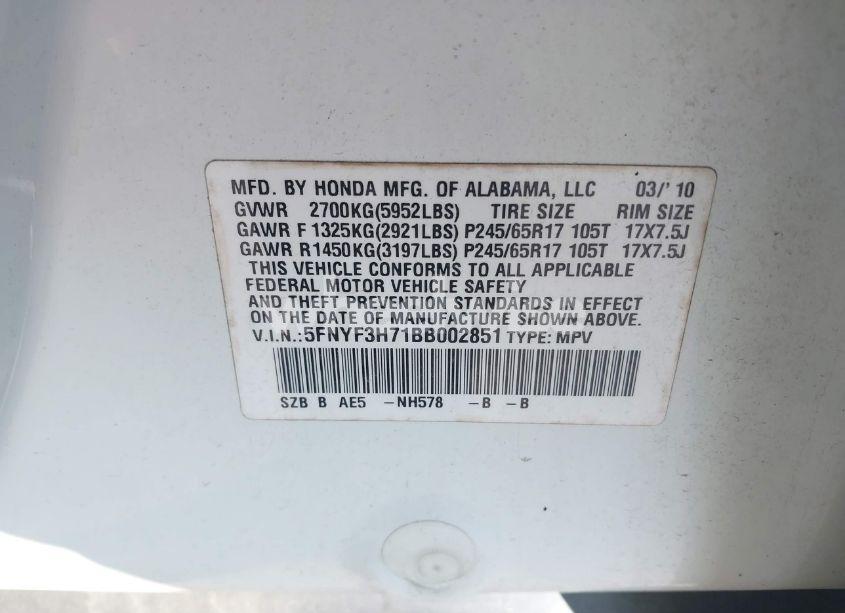 MFD. BY HONDA MFG. OF ALABAMA, LLC 03/' 10
GVWR 2700KG(5952LBS) TIRE SIZE RIM SIZE
GAWR F 1325KG(2921LBS) P245/65R17 105T 17X7.5J
GAWR R1450KG(3197LBS) P245/65R17 105T 17X7.5J
THIS VEHICLE CONFORMS TO ALL APPLICABLE
FEDERAL MOTOR VEHICLE SAFETY
AND THEFT PREVENTION STANDARDS IN EFFECT
ON THE DATE OF MANUFACTURE SHOWN ABOVE.
V.I.N.:5FNYF3H71BB002851 TYPE: MPV
SZB B AE5 -NH578 -B -B